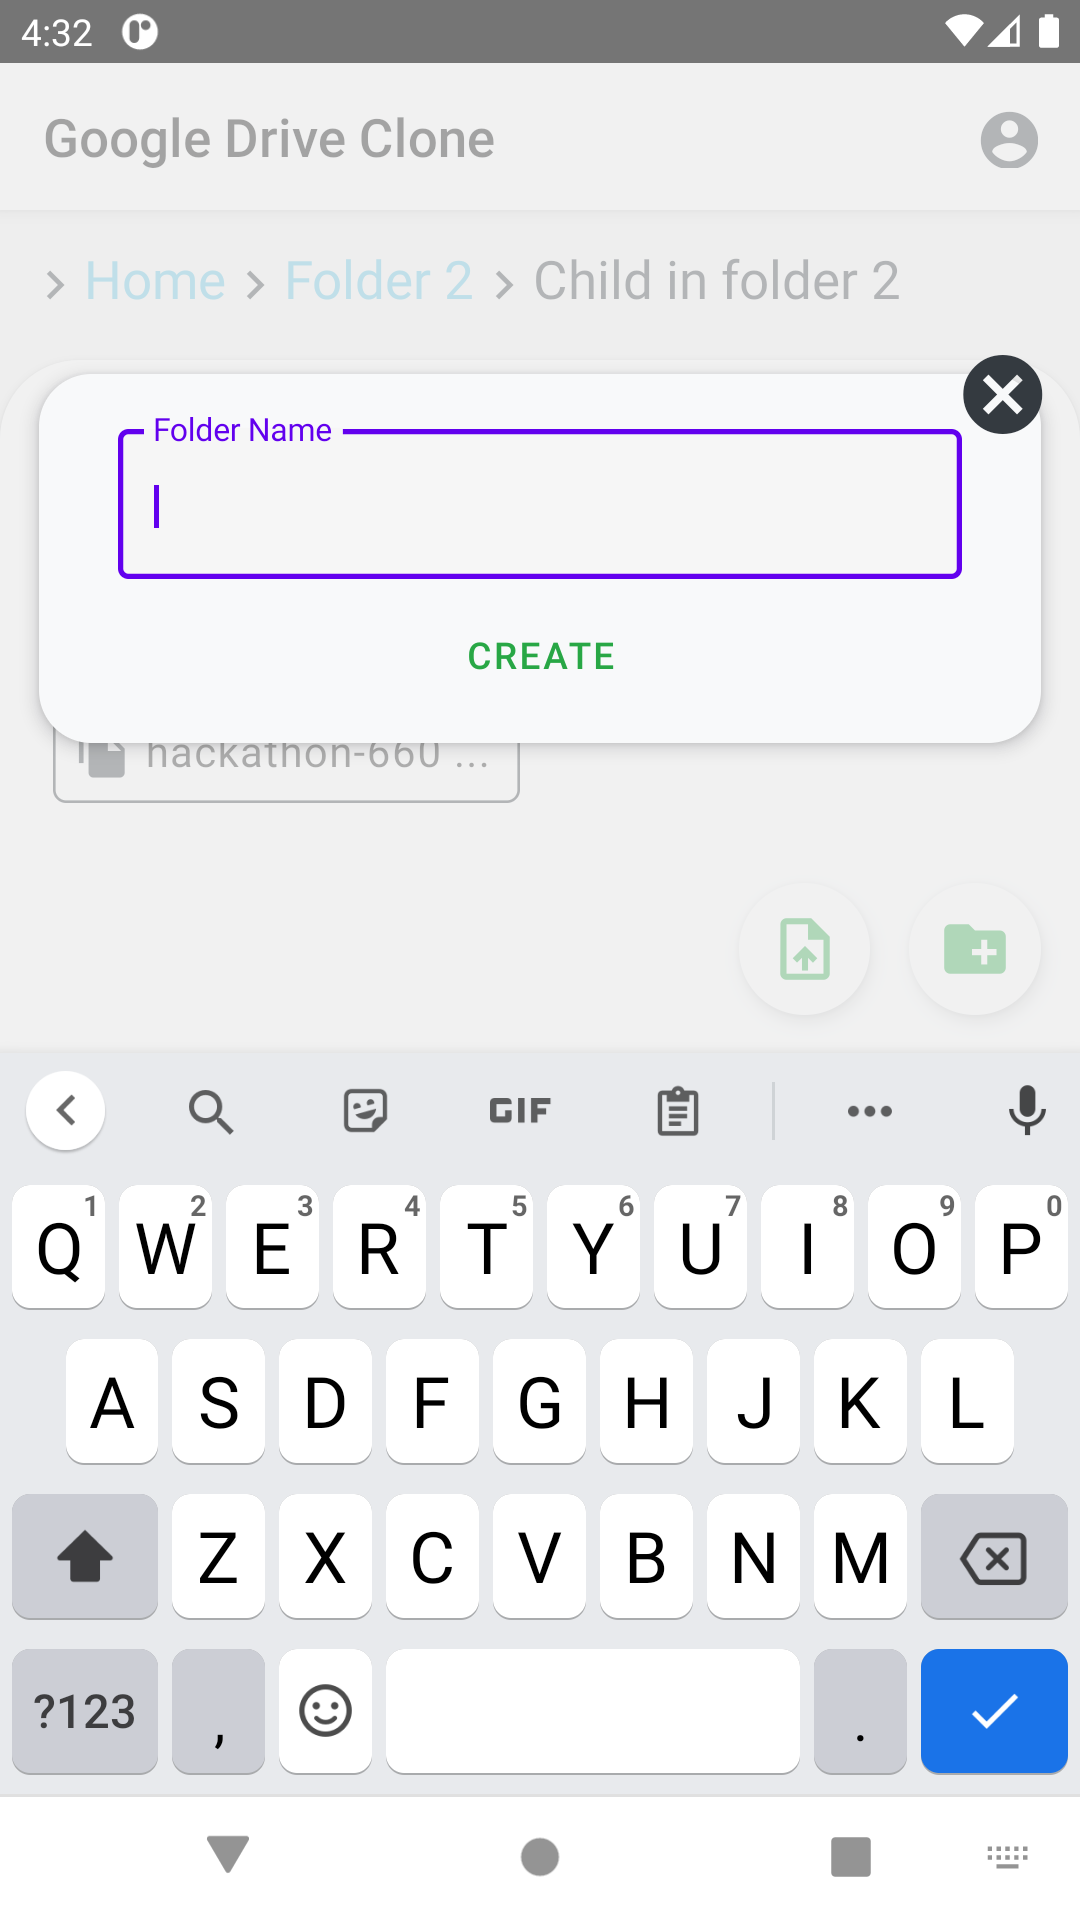 4:32
Google Drive Clone
Home Folder 2 Child in folder 2
Folder Name
CREATE
hackathon-660 ...
GIF
1 2 3 4 5 6 7 8 9 0
Q W E R T Y U I O P
A S D F G H J K L
Z X C V B N M
?123 , .